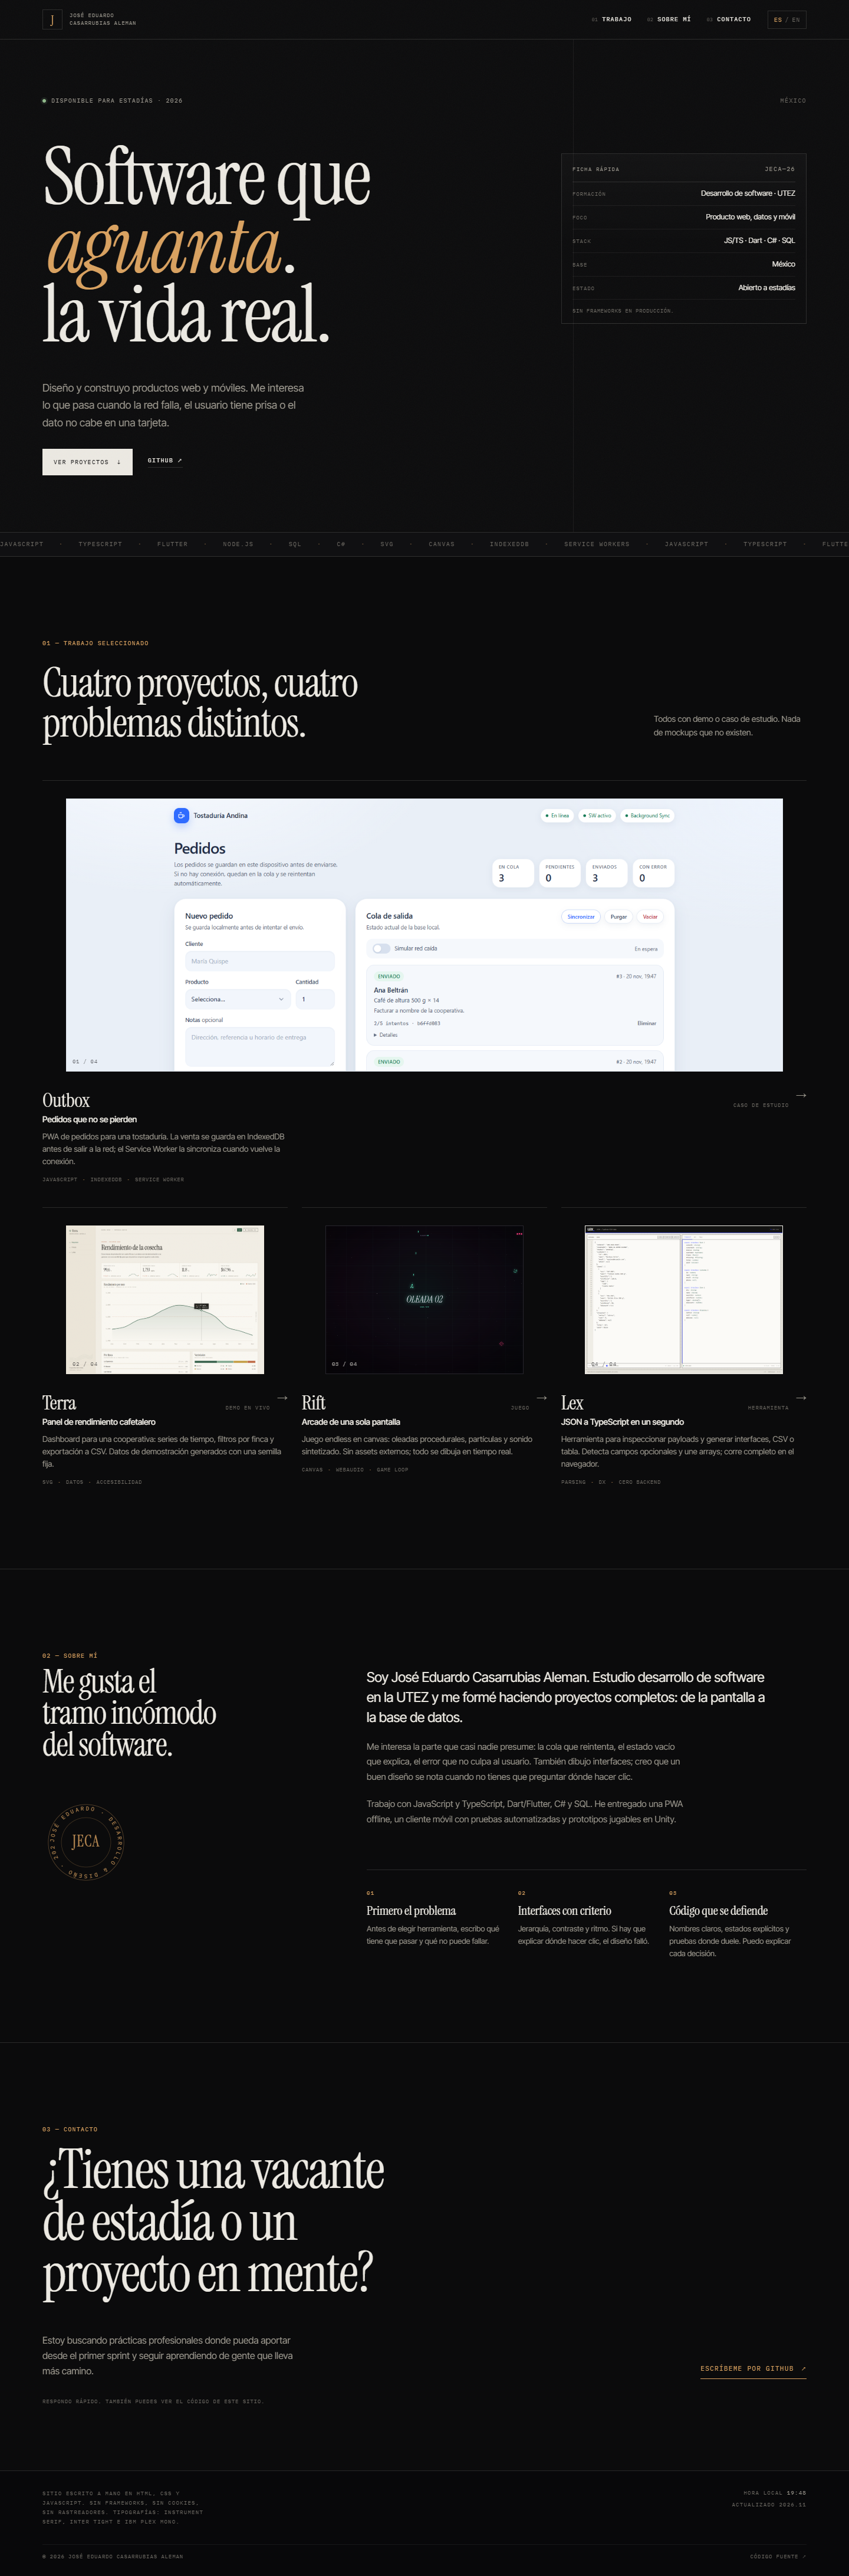 J
JOSÉ EDUARDO
CASARRUBIAS ALEMAN
01 TRABAJO
02 SOBRE MÍ
03 CONTACTO
ES / EN
DISPONIBLE PARA ESTADÍAS · 2026
MÉXICO
Software que
aguanta.
la vida real.
FICHA RÁPIDA
JECA—26
FORMACIÓN
Desarrollo de software · UTEZ
FOCO
Producto web, datos y móvil
STACK
JS/TS · Dart · C# · SQL
BASE
México
ESTADO
Abierto a estadías
SIN FRAMEWORKS EN PRODUCCIÓN.
Diseño y construyo productos web y móviles. Me interesa
lo que pasa cuando la red falla, el usuario tiene prisa o el
dato no cabe en una tarjeta.
VER PROYECTOS ↓
GITHUB ↗
JAVASCRIPT · TYPESCRIPT · FLUTTER · NODE.JS · SQL · C# · SVG · CANVAS · INDEXEDDB · SERVICE WORKERS · JAVASCRIPT · TYPESCRIPT · FLUTTE
01 — TRABAJO SELECCIONADO
Cuatro proyectos, cuatro
problemas distintos.
Todos con demo o caso de estudio. Nada
de mockups que no existen.
Tostaduría Andina
En línea
SW activo
Background Sync
Pedidos
Los pedidos se guardan en este dispositivo antes de enviarse.
Si no hay conexión, quedan en la cola y se reintentan
automáticamente.
EN COLA
3
PENDIENTES
0
ENVIADOS
3
CON ERROR
0
Nuevo pedido
Se guarda localmente antes de intentar el envío.
Cliente
María Quispe
Producto
Cantidad
Selecciona...
1
Notas opcional
Dirección, referencia u horario de entrega
Cola de salida
Estado actual de la base local.
Sincronizar
Purgar
Vaciar
Simular red caída
En espera
ENVIADO
#3 · 20 nov, 1947
Ana Beltrán
Café de altura 500 g × 14
Facturar a nombre de la cooperativa.
Eliminar
Detalles
ENVIADO
#2 · 20 nov, 1947
01 / 04
Outbox
Pedidos que no se pierden
PWA de pedidos para una tostaduría. La venta se guarda en IndexedDB
antes de salir a la red; el Service Worker la sincroniza cuando vuelve la
conexión.
JAVASCRIPT · INDEXEDDB · SERVICE WORKER
CASO DE ESTUDIO →
Rendimiento de la cosecha
02 / 04
Terra
Panel de rendimiento cafetalero
DEMO EN VIVO →
Dashboard para una cooperativa: series de tiempo, filtros por finca y
exportación a CSV. Datos de demostración generados con una semilla
fija.
SVG · DATOS · ACCESIBILIDAD
OLEADA 02
03 / 04
Rift
Arcade de una sola pantalla
JUEGO →
Juego endless en canvas: oleadas procedurales, partículas y sonido
sintetizado. Sin assets externos; todo se dibuja en tiempo real.
CANVAS · WEBAUDIO · GAME LOOP
04 / 04
Lex
JSON a TypeScript en un segundo
HERRAMIENTA →
Herramienta para inspeccionar payloads y generar interfaces, CSV o
tabla. Detecta campos opcionales y une arrays; corre completo en el
navegador.
PARSING · DX · CERO BACKEND
02 — SOBRE MÍ
Me gusta el
tramo incómodo
del software.
JOSÉ EDUARDO · DESARROLLO & DISEÑO · 202
JECA
Soy José Eduardo Casarrubias Aleman. Estudio desarrollo de software
en la UTEZ y me formé haciendo proyectos completos: de la pantalla a
la base de datos.
Me interesa la parte que casi nadie presume: la cola que reintenta, el estado vacío
que explica, el error que no culpa al usuario. También dibujo interfaces; creo que un
buen diseño se nota cuando no tienes que preguntar dónde hacer clic.
Trabajo con JavaScript y TypeScript, Dart/Flutter, C# y SQL. He entregado una PWA
offline, un cliente móvil con pruebas automatizadas y prototipos jugables en Unity.
01
Primero el problema
Antes de elegir herramienta, escribo qué
tiene que pasar y qué no puede fallar.
02
Interfaces con criterio
Jerarquía, contraste y ritmo. Si hay que
explicar dónde hacer clic, el diseño falló.
03
Código que se defiende
Nombres claros, estados explícitos y
pruebas donde duele. Puedo explicar
cada decisión.
03 — CONTACTO
¿Tienes una vacante
de estadía o un
proyecto en mente?
Estoy buscando prácticas profesionales donde pueda aportar
desde el primer sprint y seguir aprendiendo de gente que lleva
más camino.
ESCRÍBEME POR GITHUB ↗
RESPONDO RÁPIDO. TAMBIÉN PUEDES VER EL CÓDIGO DE ESTE SITIO.
SITIO ESCRITO A MANO EN HTML, CSS Y
JAVASCRIPT. SIN FRAMEWORKS, SIN COOKIES,
SIN RASTREADORES. TIPOGRAFÍAS: INSTRUMENT
SERIF, INTER TIGHT E IBM PLEX MONO.
HORA LOCAL 19:48
ACTUALIZADO 2026.11
© 2026 JOSÉ EDUARDO CASARRUBIAS ALEMAN
CÓDIGO FUENTE ↗